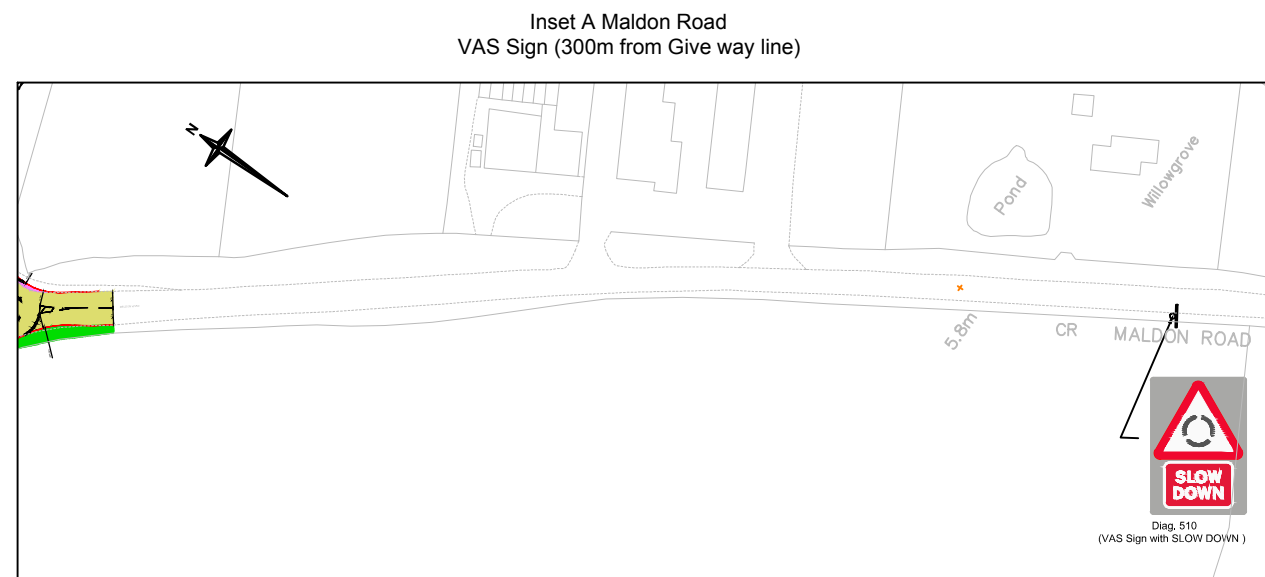 Inset A Maldon Road
VAS Sign (300m from Give way line)
N
Pond
Willowgrove
5.8m
CR
MALDON ROAD
SLOW
DOWN
Diag. 510
(VAS Sign with SLOW DOWN )